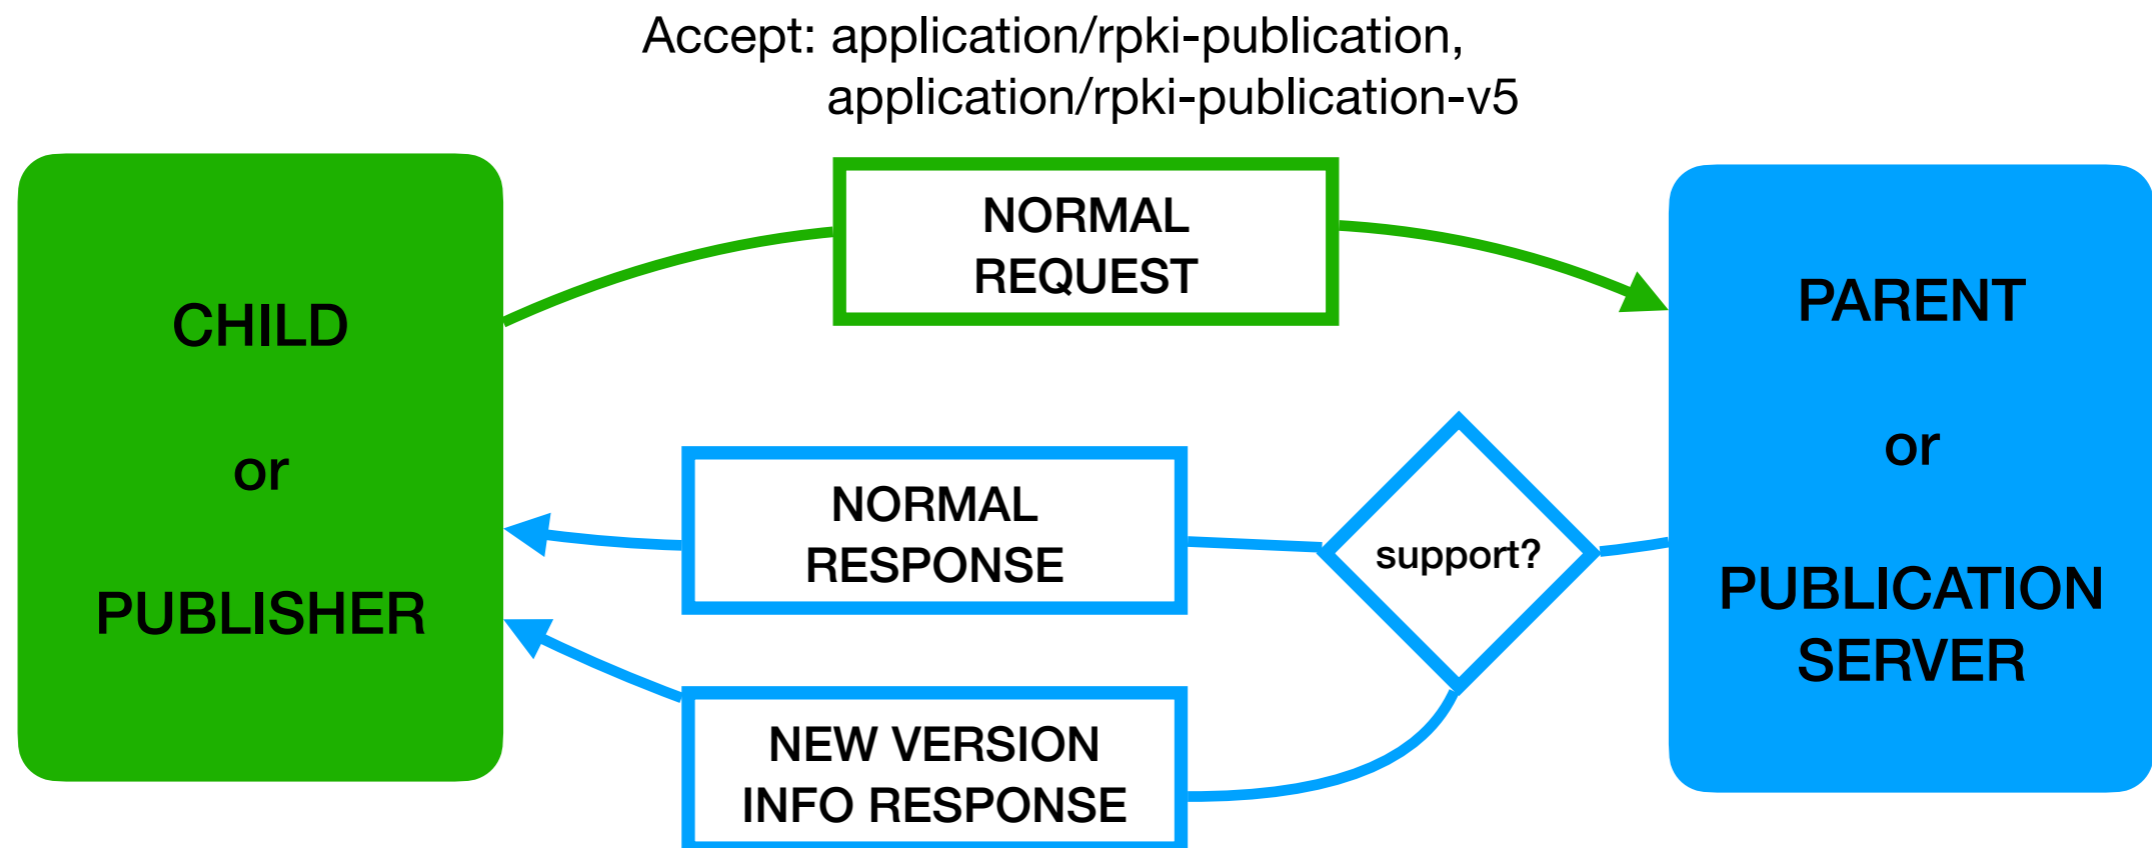 Accept: application/rpki-publication,
application/rpki-publication-v5
CHILD
or
PUBLISHER
NORMAL
REQUEST
PARENT
or
PUBLICATION
SERVER
NORMAL
RESPONSE
support?
NEW VERSION
INFO RESPONSE